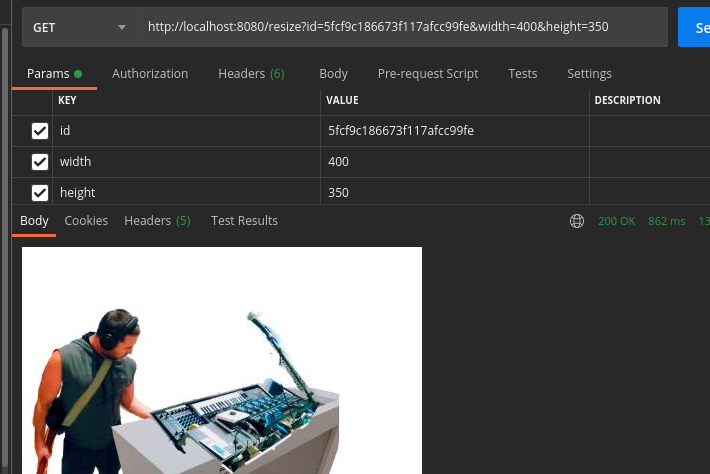 GET http://localhost:8080/resize?id=5fcf9c186673f117afcc99fe&width=400&height=350 Se
Params Authorization Headers (6) Body Pre-request Script Tests Settings
KEY VALUE DESCRIPTION
id 5fcf9c186673f117afcc99fe
width 400
height 350
Body Cookies Headers (5) Test Results 200 OK 862 ms 13